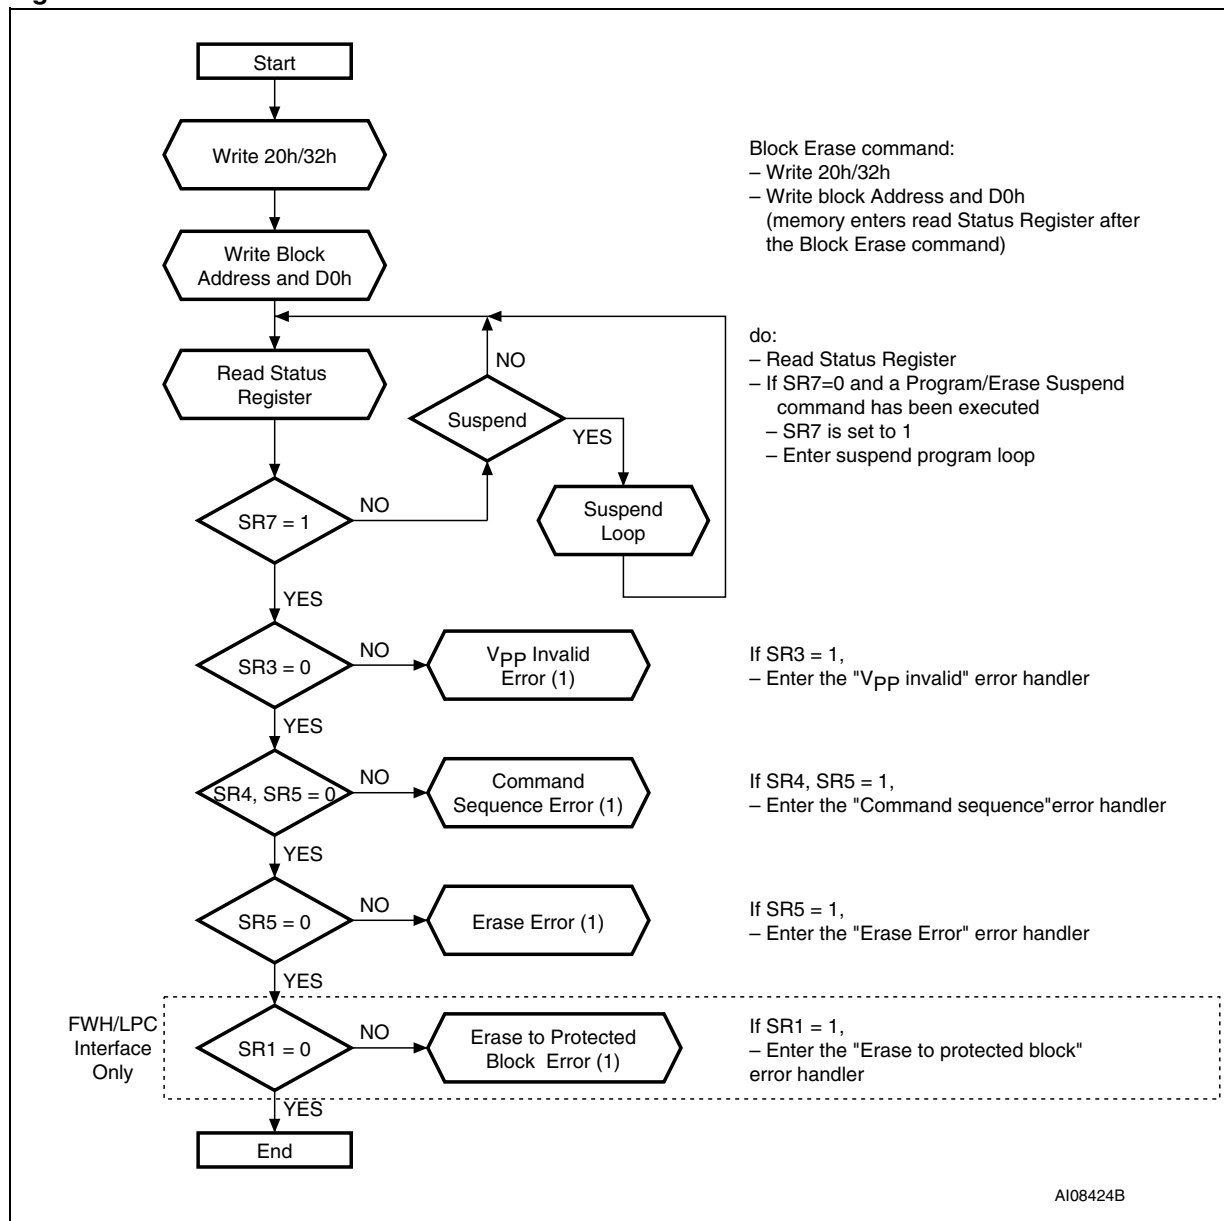 Start
Write 20h/32h
Block Erase command:
– Write 20h/32h
– Write block Address and D0h
(memory enters read Status Register after
the Block Erase command)
Write Block
Address and D0h
NO
Read Status
Register
Suspend
YES
do:
– Read Status Register
– If SR7=0 and a Program/Erase Suspend
command has been executed
– SR7 is set to 1
– Enter suspend program loop
SR7 = 1
NO
Suspend
Loop
YES
SR3 = 0
NO
VPP Invalid
Error (1)
If SR3 = 1,
– Enter the "VPP invalid" error handler
YES
SR4, SR5 = 0
NO
Command
Sequence Error (1)
If SR4, SR5 = 1,
– Enter the "Command sequence"error handler
YES
SR5 = 0
NO
Erase Error (1)
If SR5 = 1,
– Enter the "Erase Error" error handler
YES
FWH/LPC
Interface
Only
SR1 = 0
NO
Erase to Protected
Block Error (1)
If SR1 = 1,
– Enter the "Erase to protected block"
error handler
YES
End
AI08424B